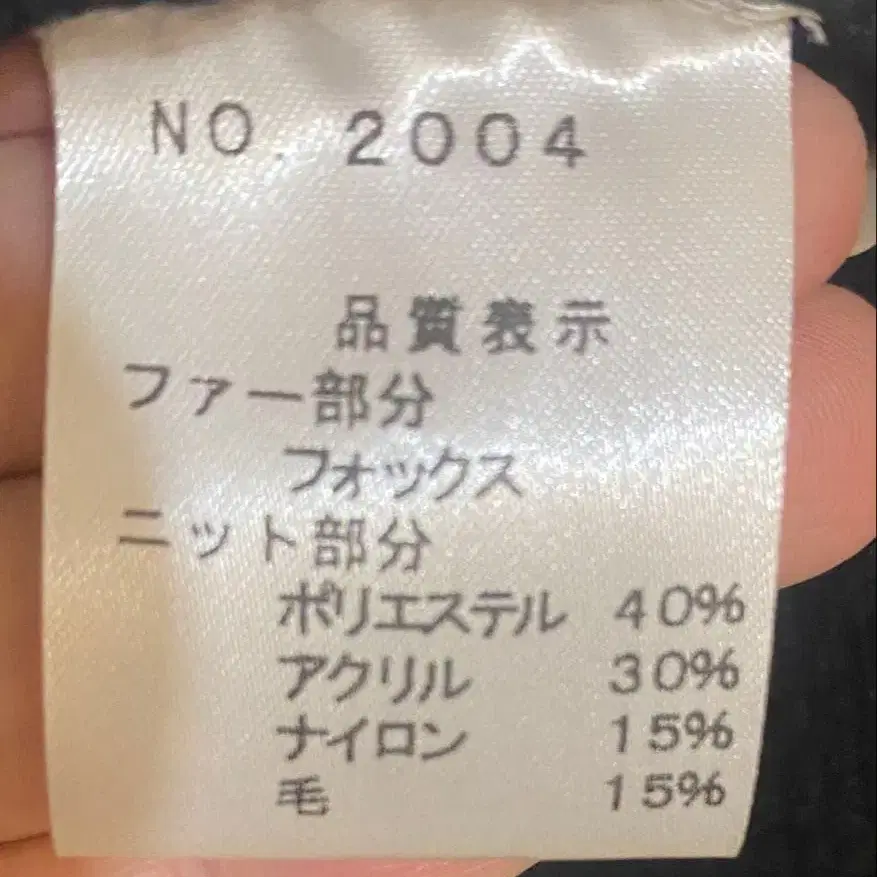 NO. 2004
品質表示
ファー部分
フォックス
ニット部分
ポリエステル 40%
アクリル 30%
ナイロン 15%
毛 15%